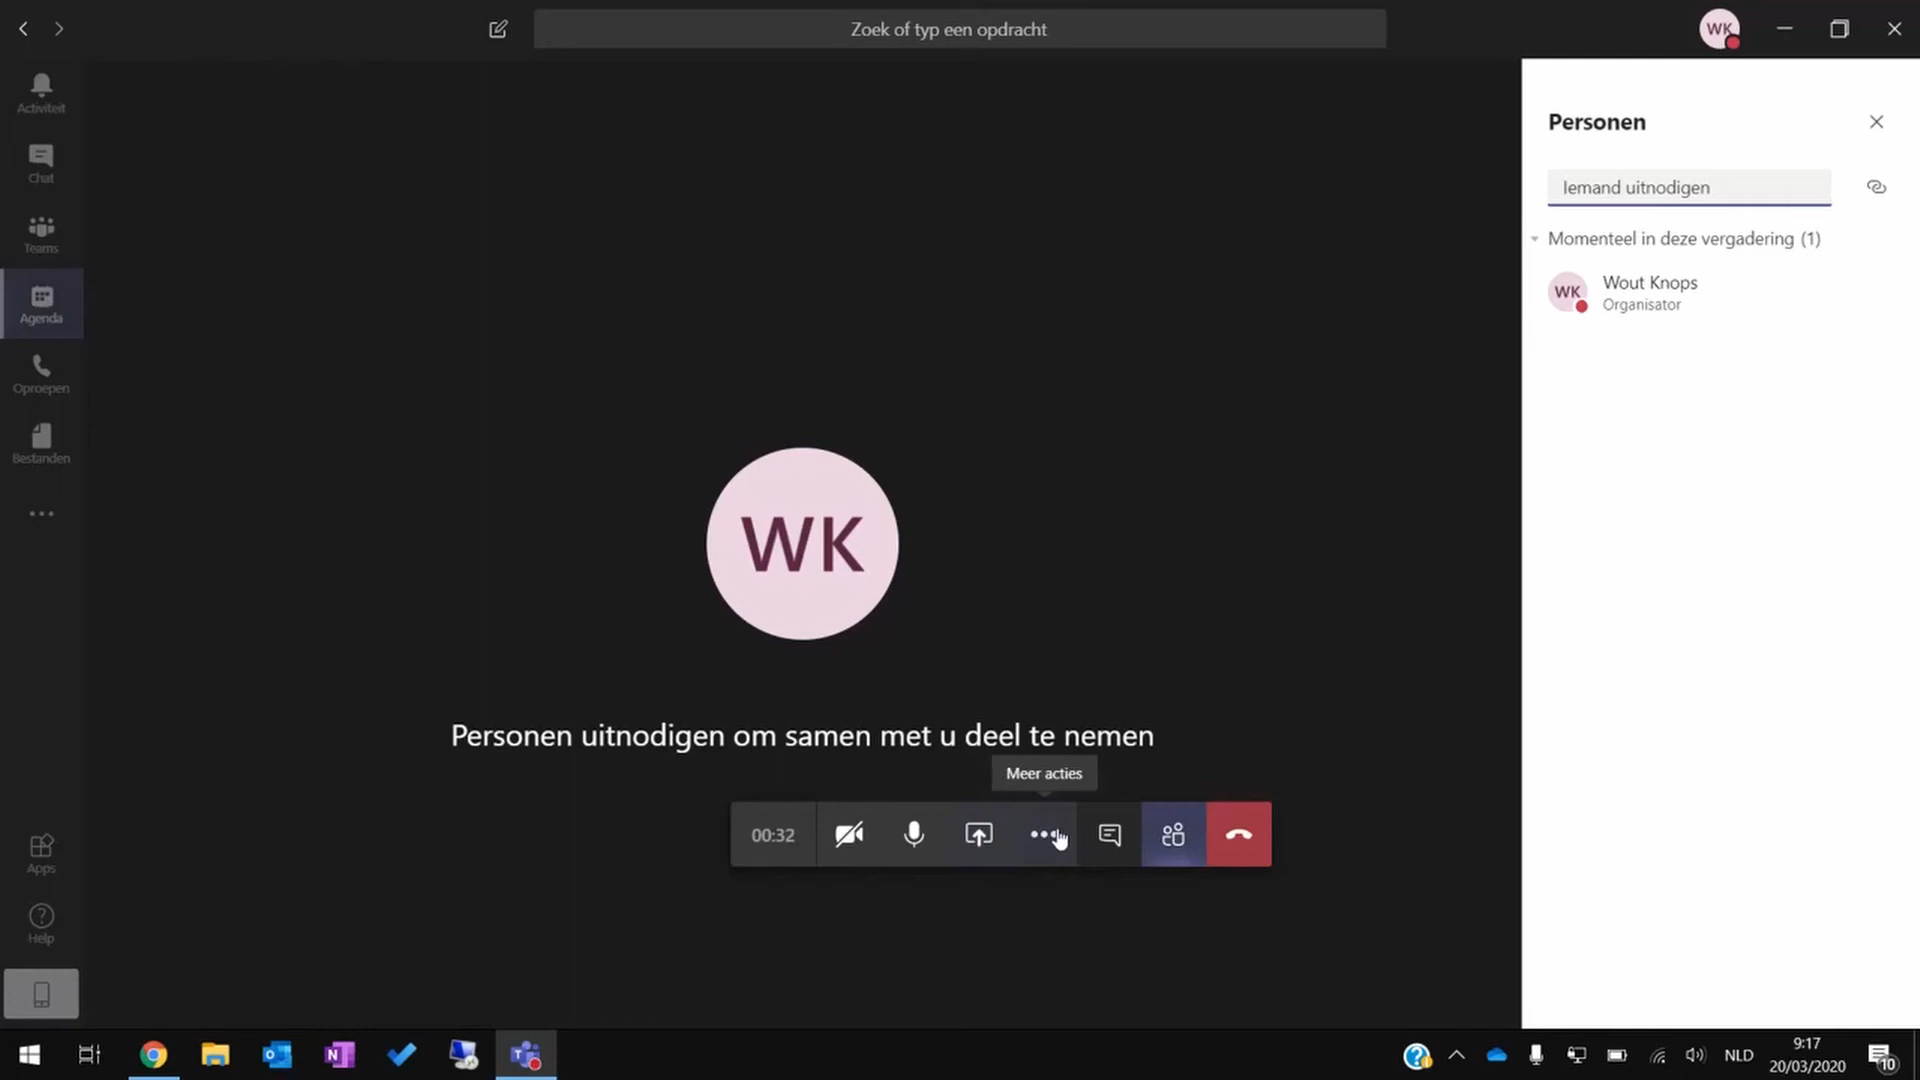 Zoek of typ een opdracht
WK
Activiteit
Chat
Teams
Agenda
Oproepen
Bestanden
Apps
Help
WK
Personen uitnodigen om samen met u deel te nemen
Meer acties
00:32
Personen
Iemand uitnodigen
Momenteel in deze vergadering (1)
WK
Wout Knops
Organisator
NLD
9:17
20/03/2020
10